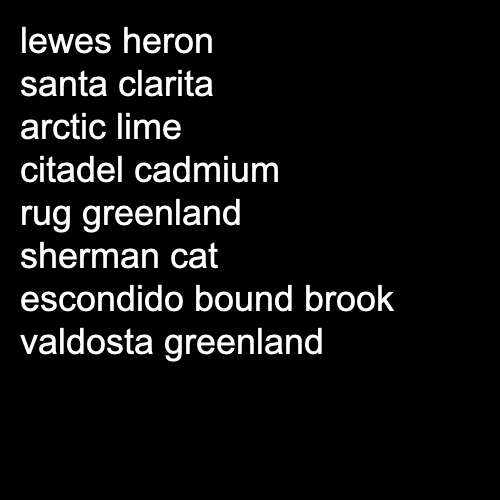 lewes heron
santa clarita
arctic lime
citadel cadmium
rug greenland
sherman cat
escondido bound brook
valdosta greenland